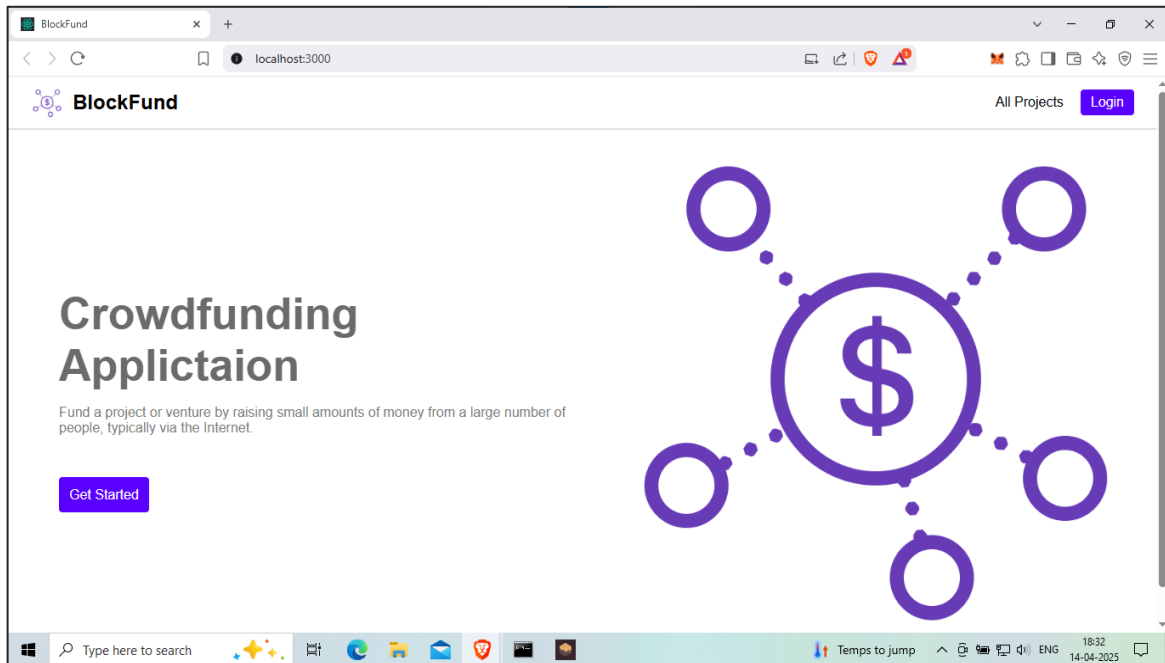 BlockFund
localhost:3000
1
$ BlockFund
All Projects
Login
Crowdfunding
Applictaion
Fund a project or venture by raising small amounts of money from a large number of
people, typically via the Internet.
Get Started
$
Type here to search
Temps to jump
ENG
18:32
14-04-2025